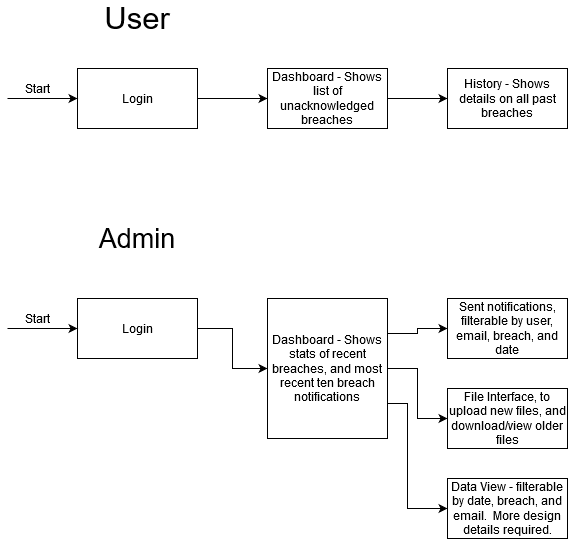 User
Start
Login
Dashboard - Shows
list of
unacknowledged
breaches
History - Shows
details on all past
breaches
Admin
Start
Login
Dashboard - Shows
stats of recent
breaches, and most
recent ten breach
notifications
Sent notifications,
filterable by user,
email, breach, and
date
File Interface, to
upload new files, and
download/view older
files
Data View - filterable
by date, breach, and
email.  More design
details required.